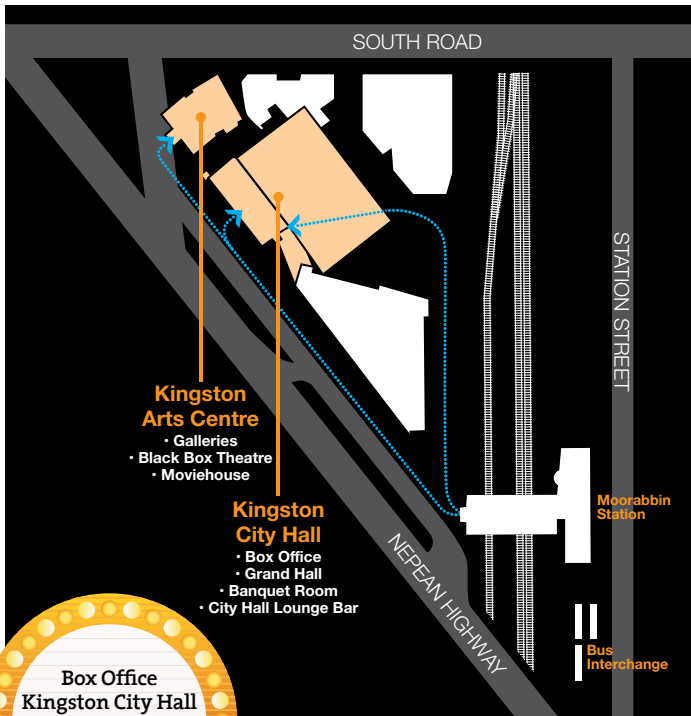 SOUTH ROAD
STATION STREET
Kingston
Arts Centre
• Galleries
• Black Box Theatre
• Moviehouse
Kingston
City Hall
• Box Office
• Grand Hall
• Banquet Room
• City Hall Lounge Bar
Moorabbin
Station
NEPEAN HIGHWAY
Bus
Interchange
Box Office
Kingston City Hall